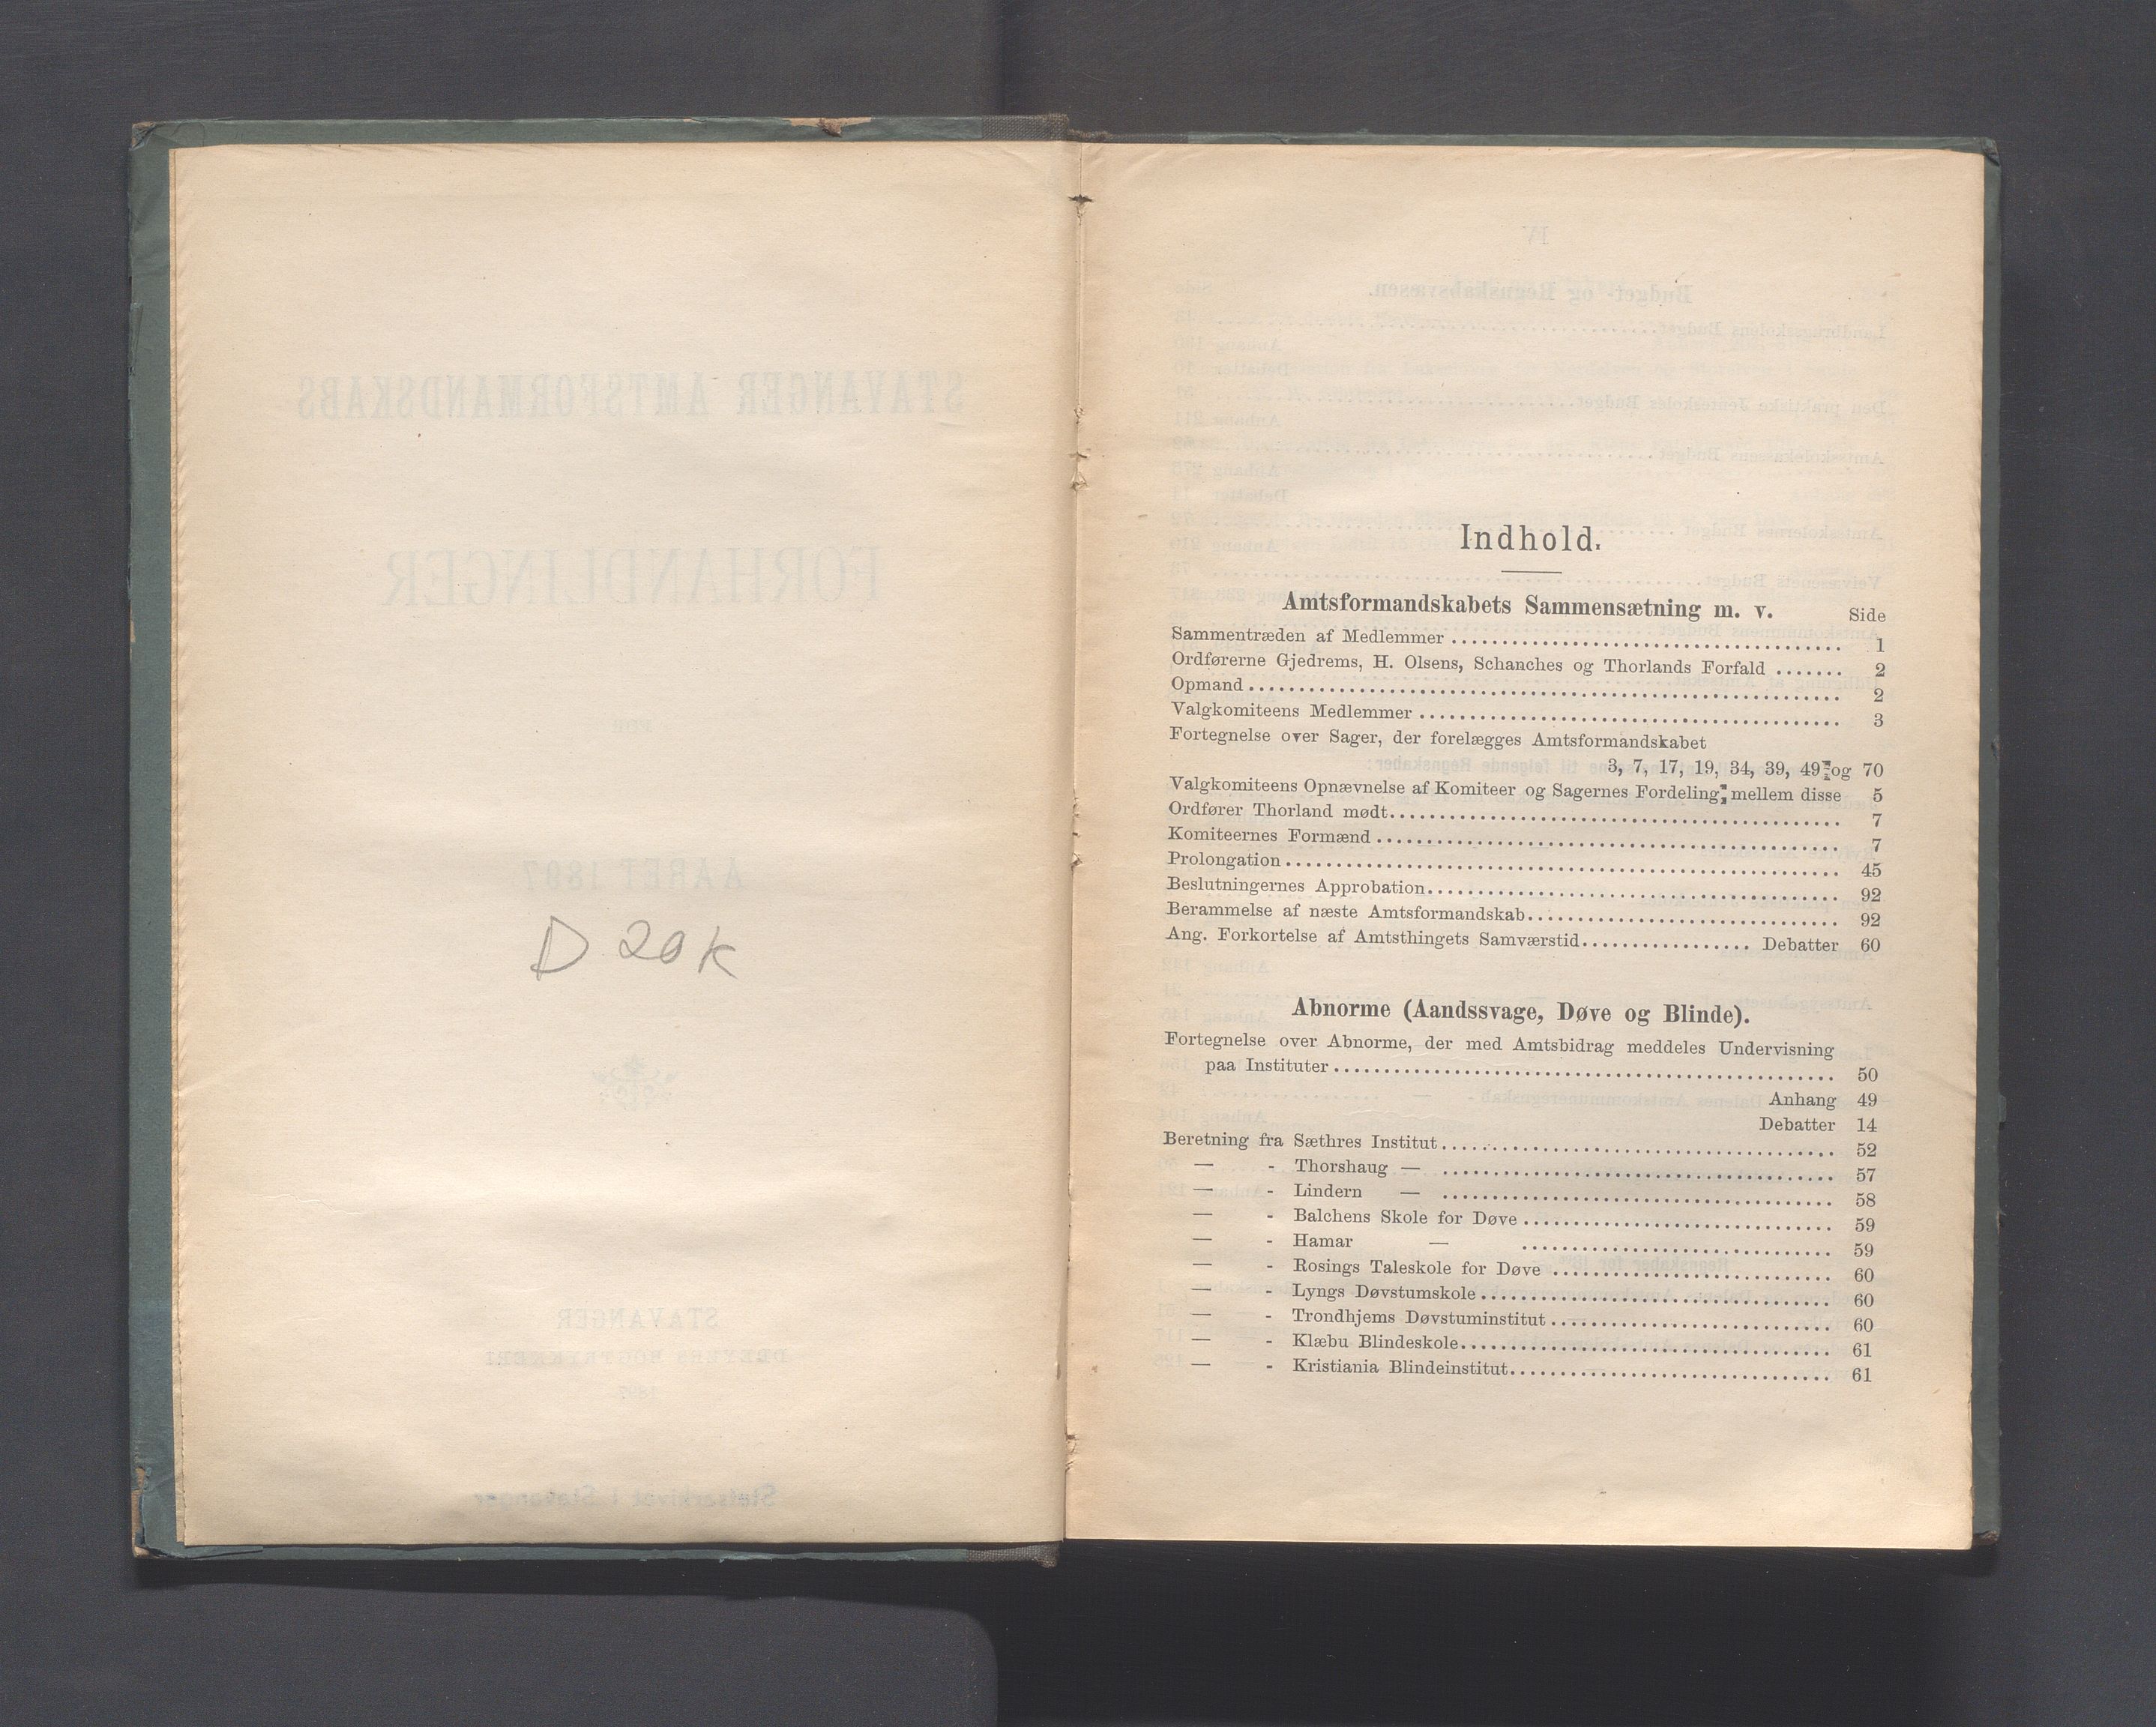 D 20 K
Indhold.
Amtsformandskabets Sammensætning m. v. Side
Sammentræden af Medlemmer ........................................ 1
Ordførerne Gjedrems, H. Olsens, Schanches og Thorlands Forfald ....... 2
Opmand ............................................................ 2
Valgkomiteens Medlemmer ........................................... 3
Fortegnelse over Sager, der forelægges Amtsformandskabet
3, 7, 17, 19, 34, 39, 49 og 70
Valgkomiteens Opnævnelse af Komiteer og Sagernes Fordeling mellem disse 5
Ordfører Thorland mødt............................................. 7
Komiteernes Formænd ............................................... 7
Prolongation ...................................................... 45
Beslutningernes Approbation........................................ 92
Berammelse af næste Amtsformandskab................................ 92
Ang. Forkortelse af Amtsthingets Samværstid................. Debatter 60
Abnorme (Aandssvage, Døve og Blinde).
Fortegnelse over Abnorme, der med Amtsbidrag meddeles Undervisning
paa Instituter .................................................... 50
Anhang 49
Debatter 14
Beretning fra Sæthres Institut ........................................ 52
— - Thorshaug — ........................................ 57
— - Lindern — ........................................ 58
— - Balchens Skole for Døve ............................... 59
— - Hamar — ............................... 59
— - Rosings Taleskole for Døve ............................ 60
— - Lyngs Døvstumskole ................................... 60
— - Trondhjems Døvstuminstitut ............................ 60
— - Klæbu Blindeskole..................................... 61
— - Kristiania Blindeinstitut................................ 61